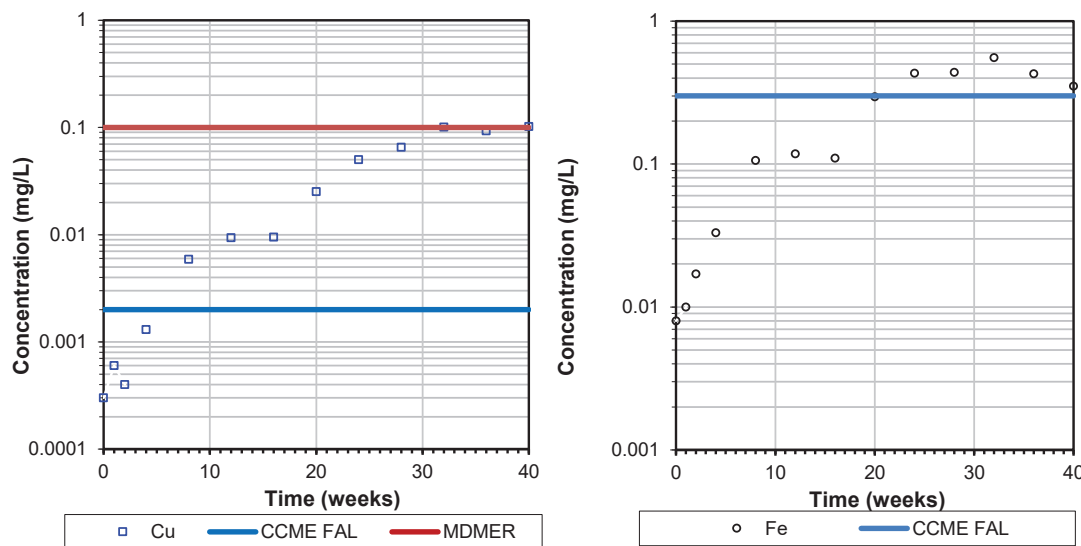 1
0.1
0.01
0.001
0.0001
Concentration (mg/L)
0 10 20 30 40
Time (weeks)
Cu CCME FAL MDMER
1
0.1
0.01
0.001
Concentration (mg/L)
0 10 20 30 40
Time (weeks)
Fe CCME FAL